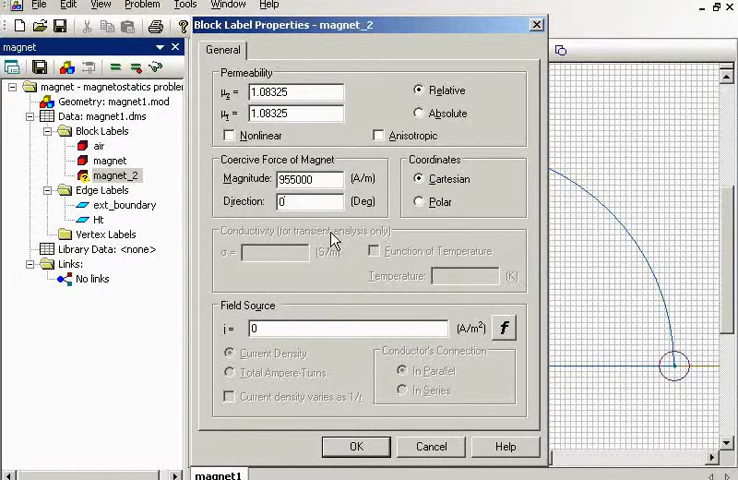 File Edit Problem Tools Window Help
Block Label Properties - magnet_2
magnet
General
magnet - magnetostatics problem
Geometry: magnet1.mod
Data: magnet1.dms
Block Labels
air
magnet
magnet_2
Edge Labels
ext_boundary
Ht
Vertex Labels
Library Data: <none>
Links:
No links
Permeability
= 1.08325
= 1.08325
Relative
Absolute
Nonlinear
Anisotropic
Coercive Force of Magnet
Magnitude: 955000 (A/m)
Direction: 0 (Deg)
Coordinates
Cartesian
Polar
Conductivity (for transient analysis only)
σ = (S/m)
Function of Temperature
Temperature: (K)
Field Source
j = 0 (A/m²) f
Current Density
Total Ampere-Turns
Current density varies as 1/r
Conductor's Connection
In Parallel
In Series
OK Cancel Help
magnet1